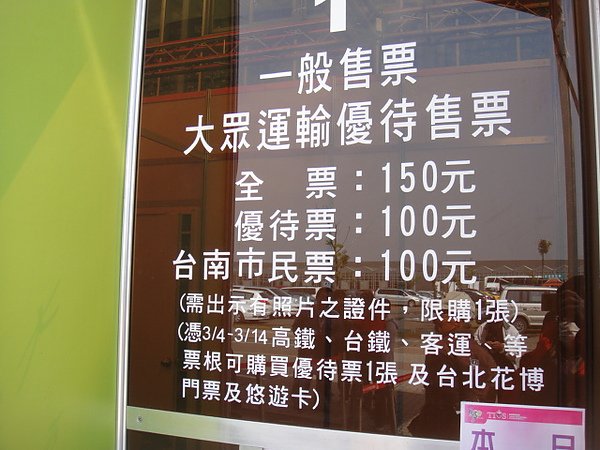 1
一般售票
大眾運輸優待售票
全 票：150元
優待票：100元
台南市民票：100元
(需出示有照片之證件，限購1張)
(憑3/4-3/14高鐵、台鐵、客運、等
票根可購買優待票1張 及台北花博
門票及悠遊卡)
TIOS
本 日